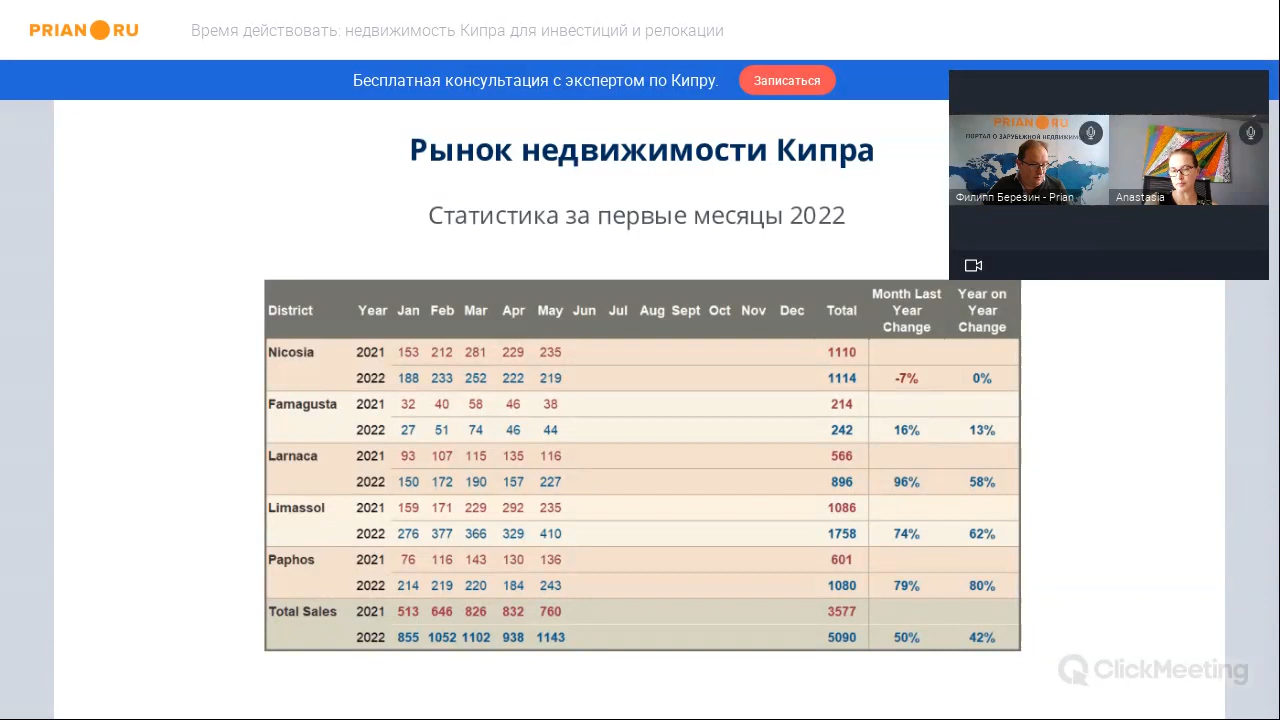 PRIAN RU
Время действовать: недвижимость Кипра для инвестиций и релокации
Бесплатная консультация с экспертом по Кипру. Записаться
PRIAN RU
ПОРТАЛ О ЗАРУБЕЖНОЙ НЕДВИЖИМ
Филипп Березин - Prian
Anastasia
Рынок недвижимости Кипра
Статистика за первые месяцы 2022
District Year Jan Feb Mar Apr May Jun Jul Aug Sept Oct Nov Dec Total Month Last Year Change Year on Year Change
Nicosia 2021 153 212 281 229 235 1110
2022 188 233 252 222 219 1114 -7% 0%
Famagusta 2021 32 40 58 46 38 214
2022 27 51 74 46 44 242 16% 13%
Larnaca 2021 93 107 115 135 116 566
2022 150 172 190 157 227 896 96% 58%
Limassol 2021 159 171 229 292 235 1086
2022 276 377 366 329 410 1758 74% 62%
Paphos 2021 76 116 143 130 136 601
2022 214 219 220 184 243 1080 79% 80%
Total Sales 2021 513 646 826 832 760 3577
2022 855 1052 1102 938 1143 5090 50% 42%
ClickMeeting